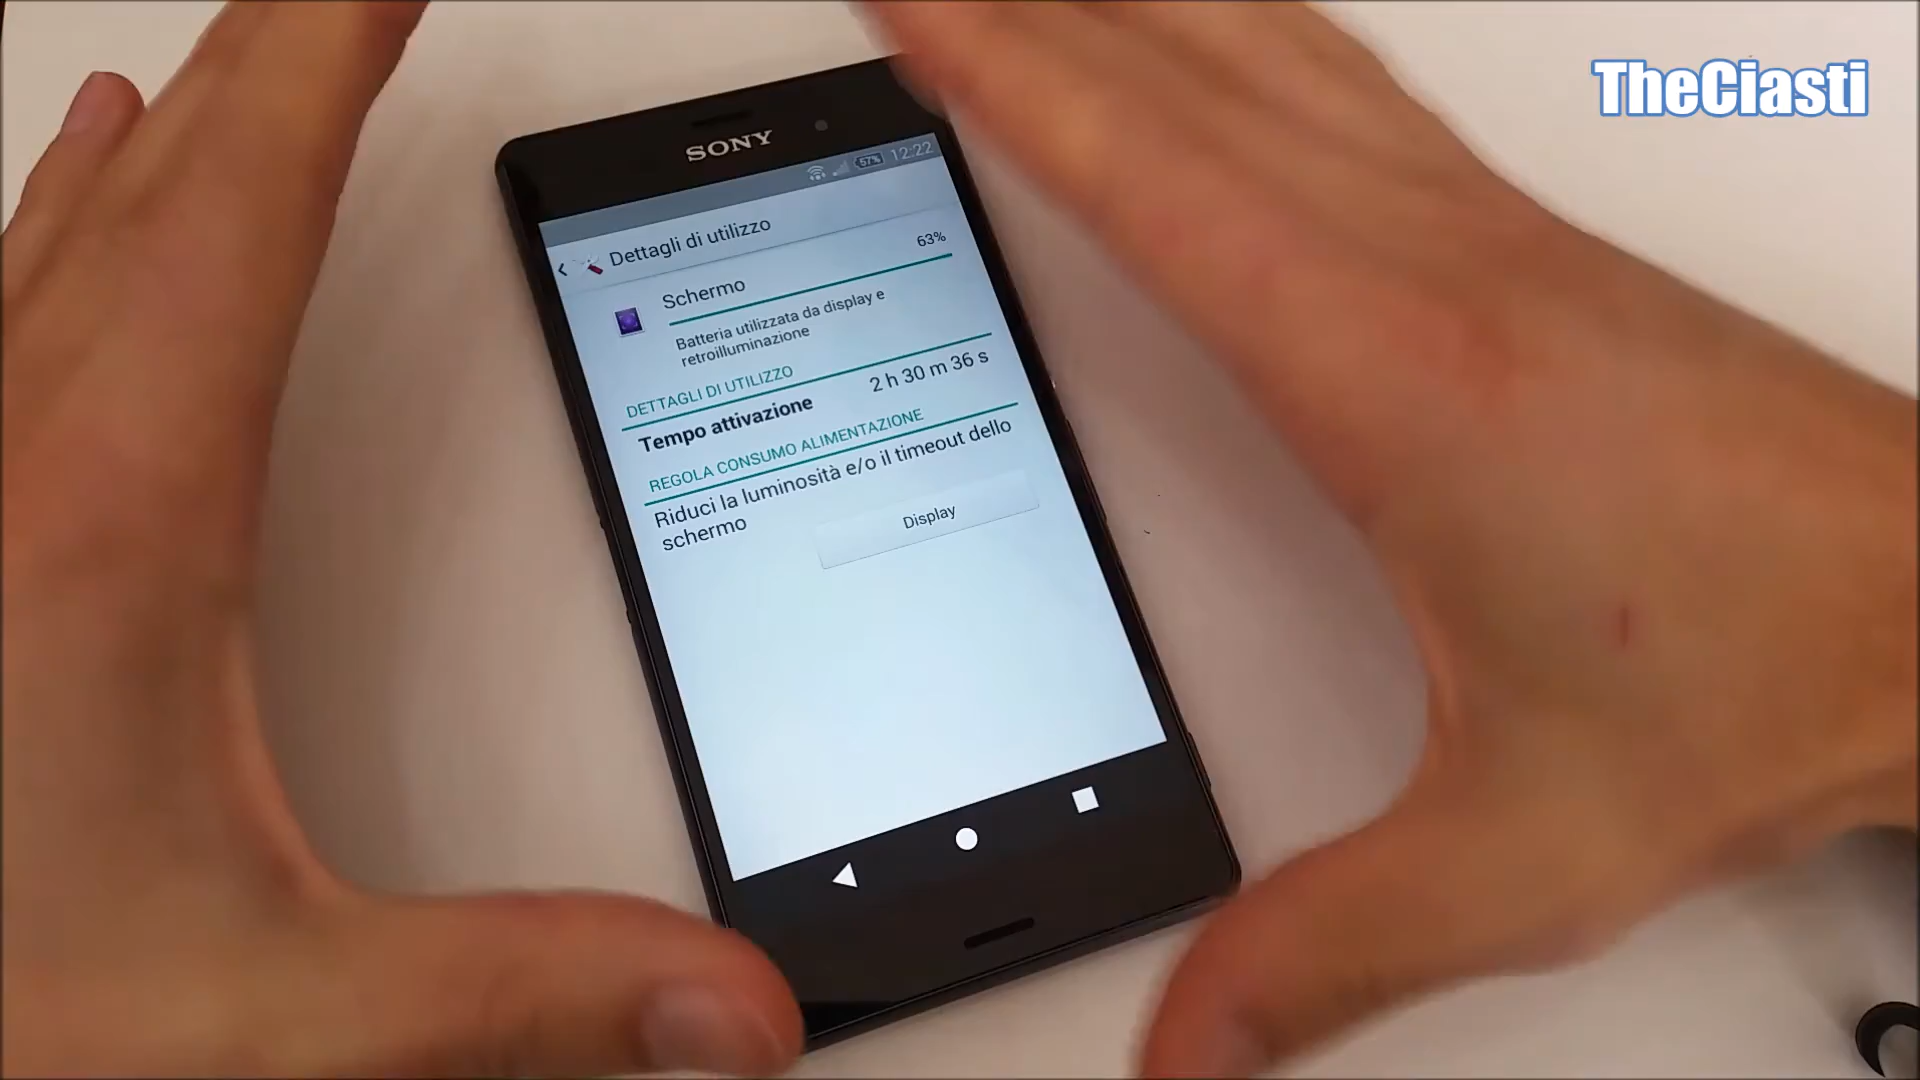 TheCiasti
SONY
57% 12:22
Dettagli di utilizzo
Schermo 63%
Batteria utilizzata da display e
retroilluminazione
DETTAGLI DI UTILIZZO
Tempo attivazione 2 h 30 m 36 s
REGOLA CONSUMO ALIMENTAZIONE
Riduci la luminosità e/o il timeout dello
schermo
Display